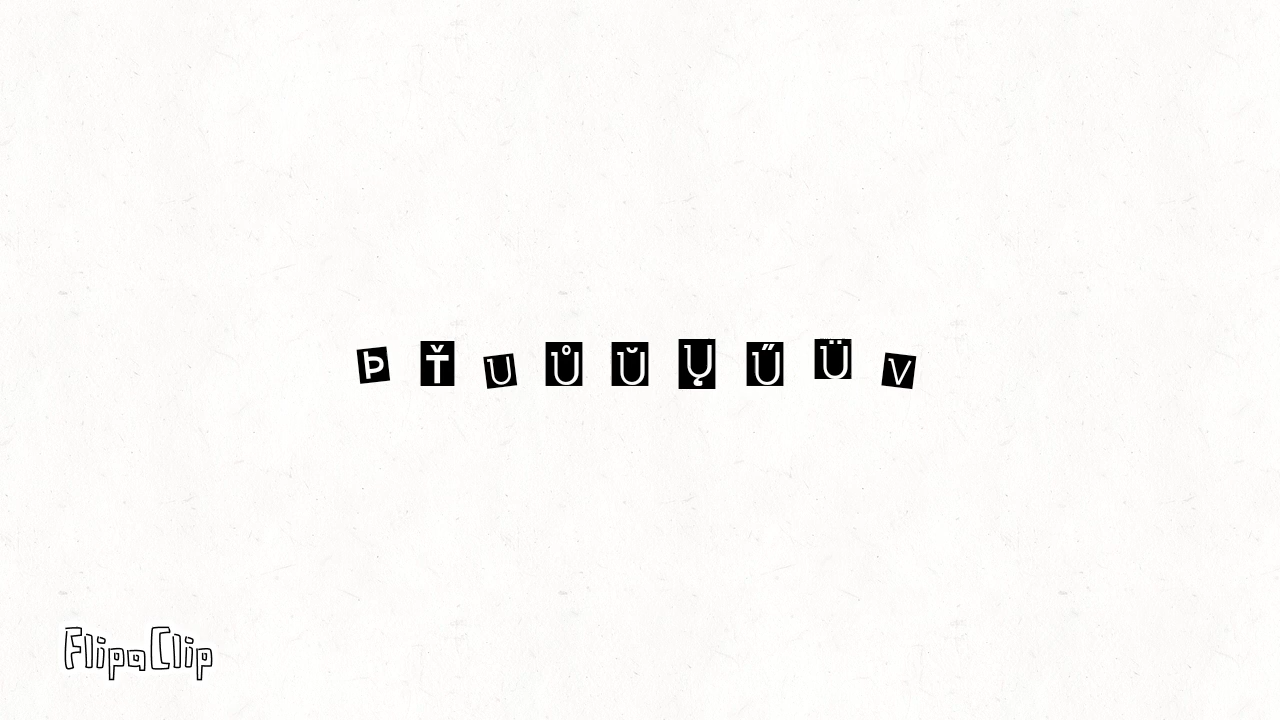 Þ Ť U Ů Ŭ Ų Ű Ü V
FlipaClip